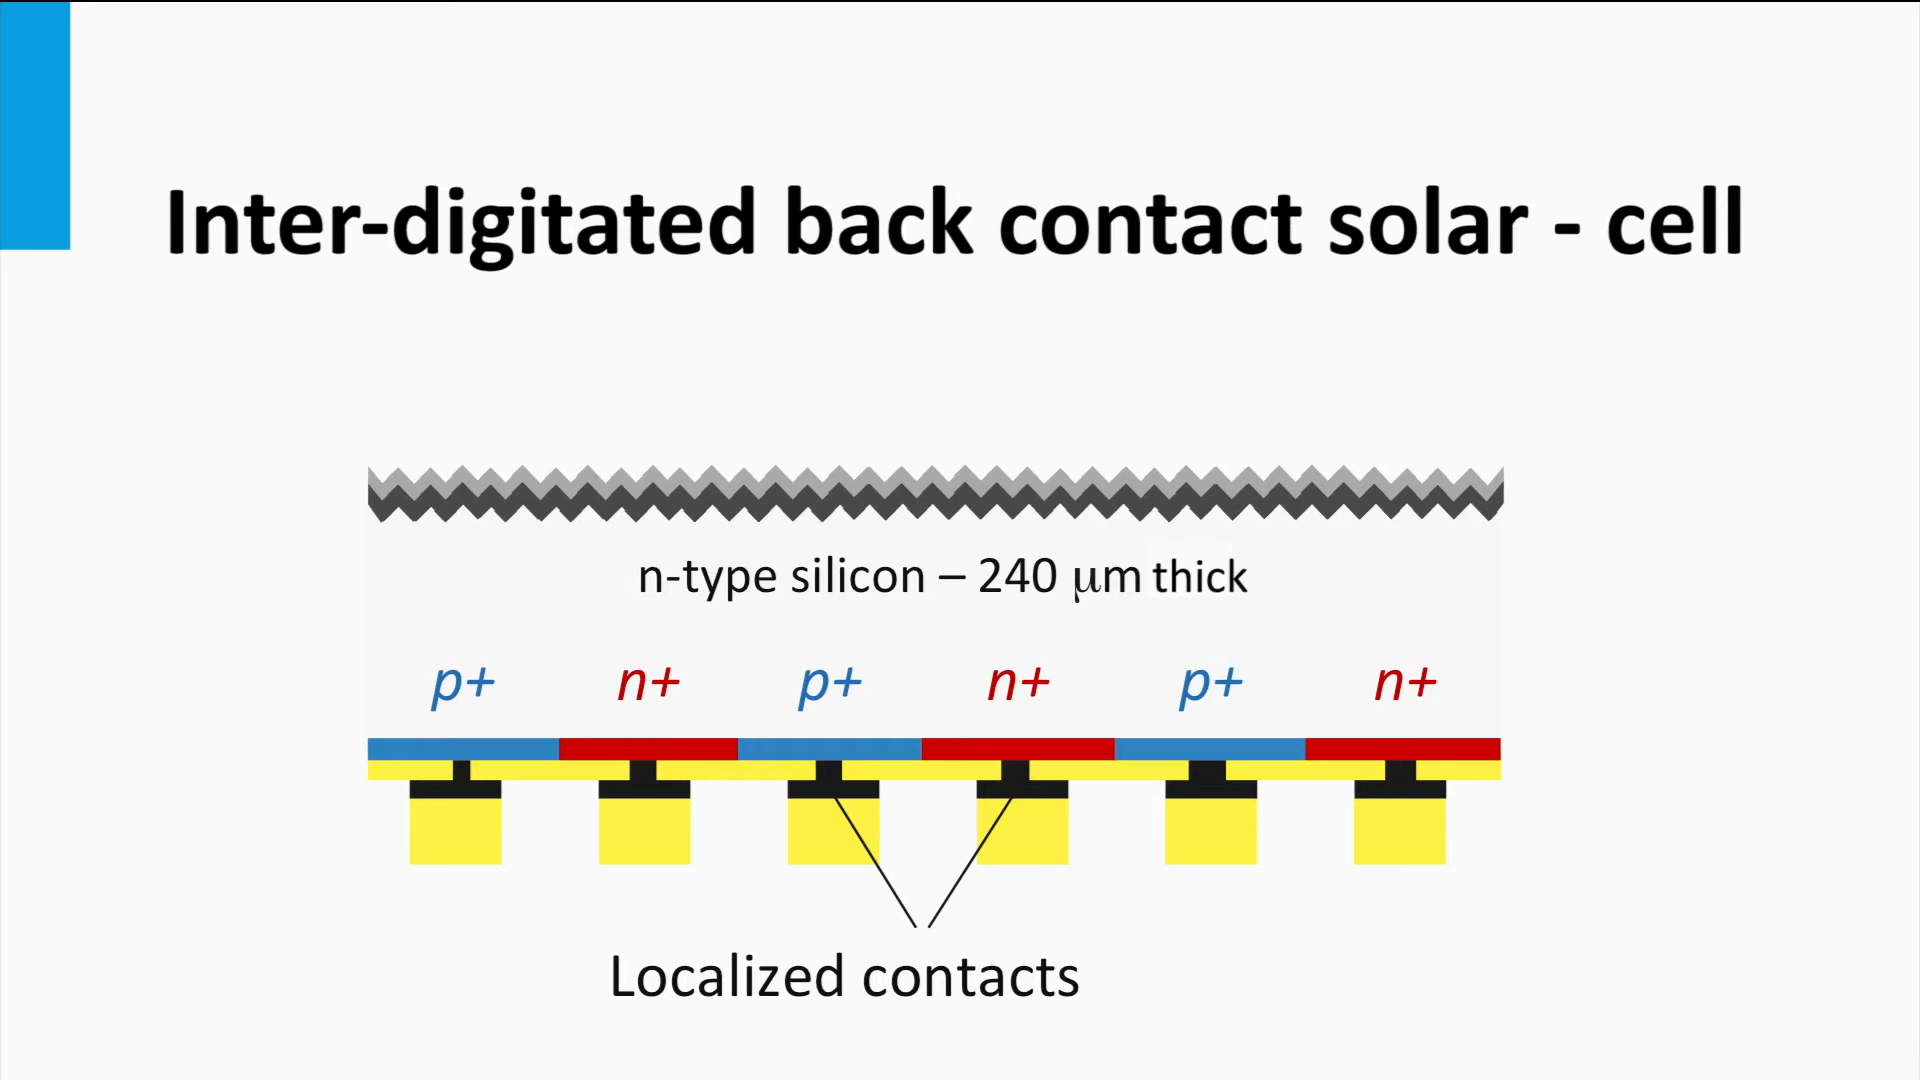 Inter-digitated back contact solar - cell
n-type silicon – 240 μm thick
p+ n+ p+ n+ p+ n+
Localized contacts